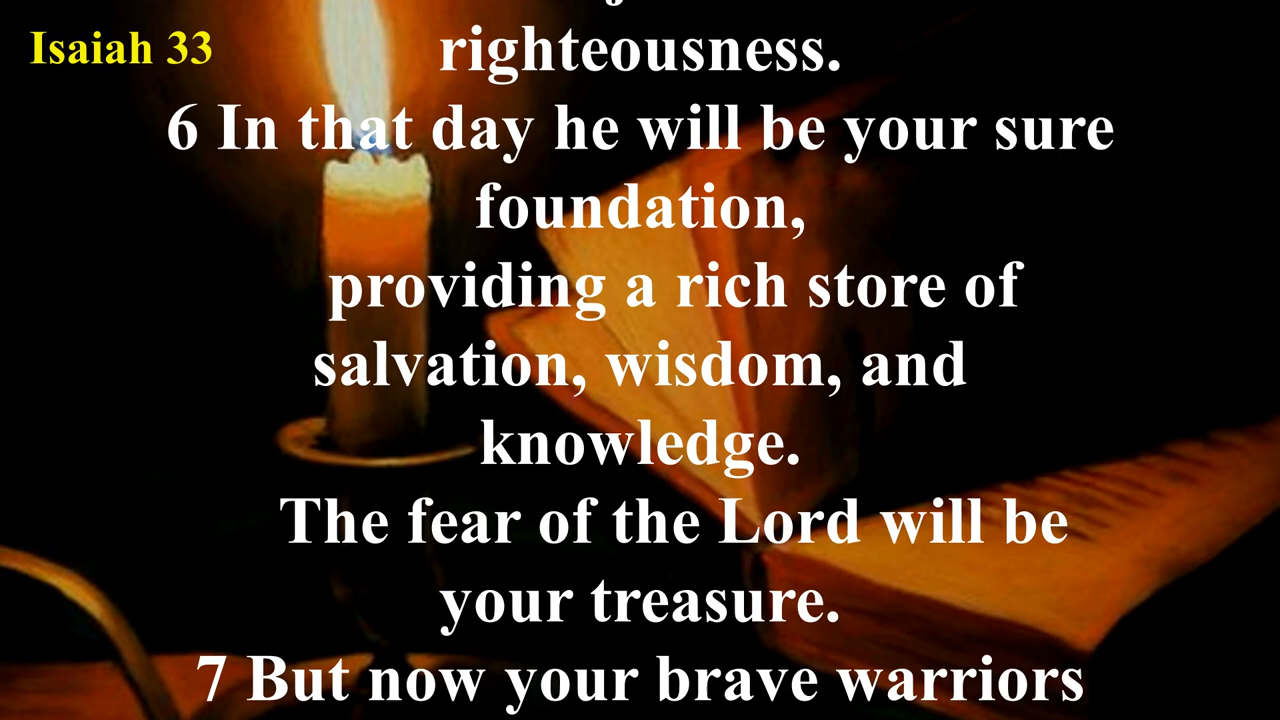 Isaiah 33
righteousness.
6 In that day he will be your sure
foundation,
providing a rich store of
salvation, wisdom, and
knowledge.
The fear of the Lord will be
your treasure.
7 But now your brave warriors